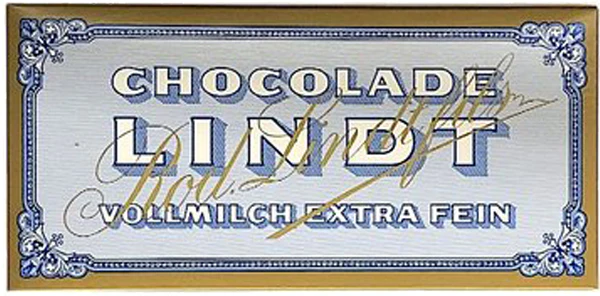 CHOCOLADE
LINDT
Rod. Lindt fils
VOLLMILCH EXTRA FEIN